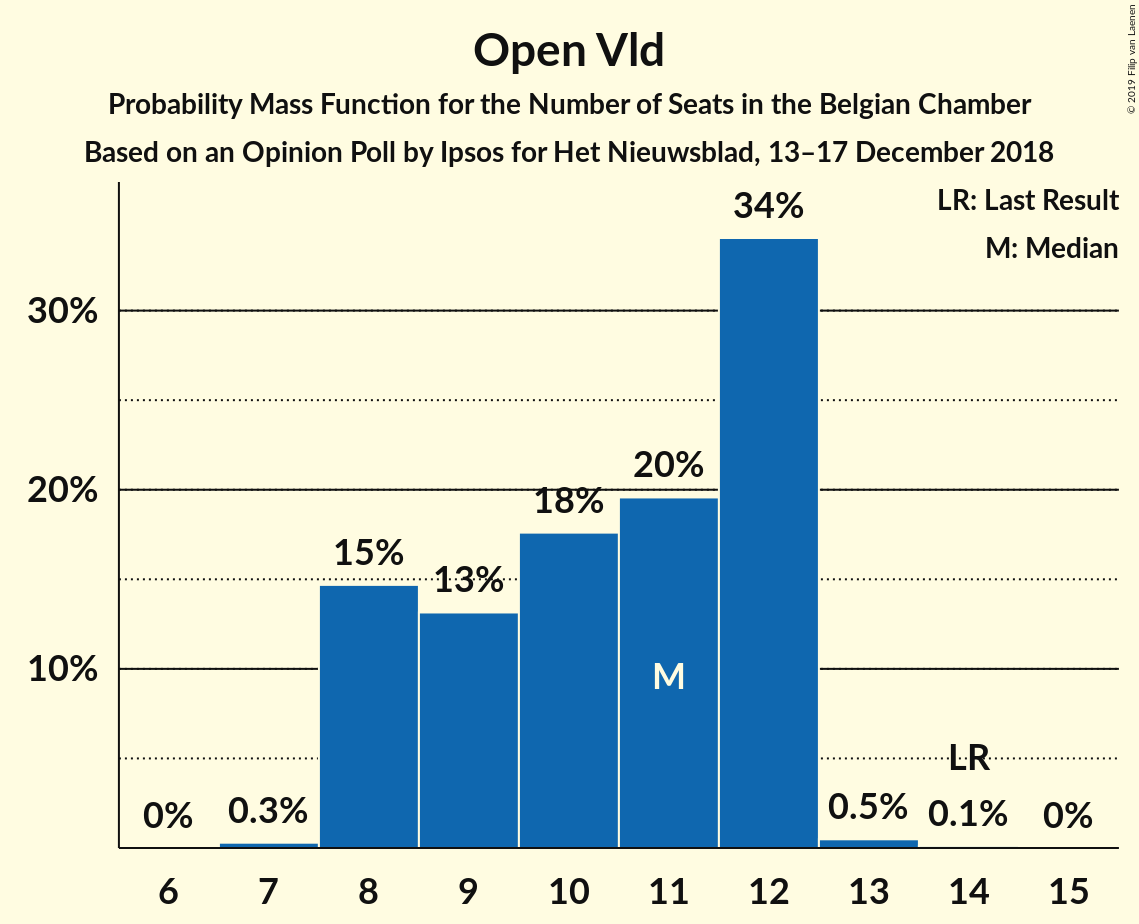 Open Vld
Probability Mass Function for the Number of Seats in the Belgian Chamber
Based on an Opinion Poll by Ipsos for Het Nieuwsblad, 13–17 December 2018
© 2019 Filip van Laenen
LR: Last Result
M: Median
30%
20%
10%
0%
0.3%
15%
13%
18%
20%
34%
0.5%
0.1%
0%
M
LR
6 7 8 9 10 11 12 13 14 15